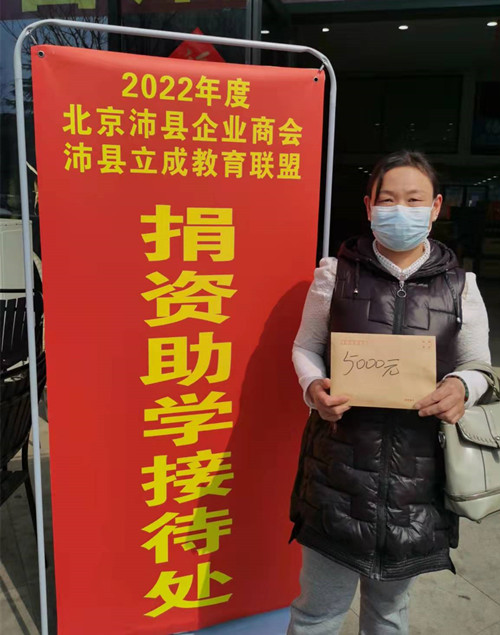 2022年度
北京沛县企业商会
沛县立成教育联盟
捐资助学接待处
5000元